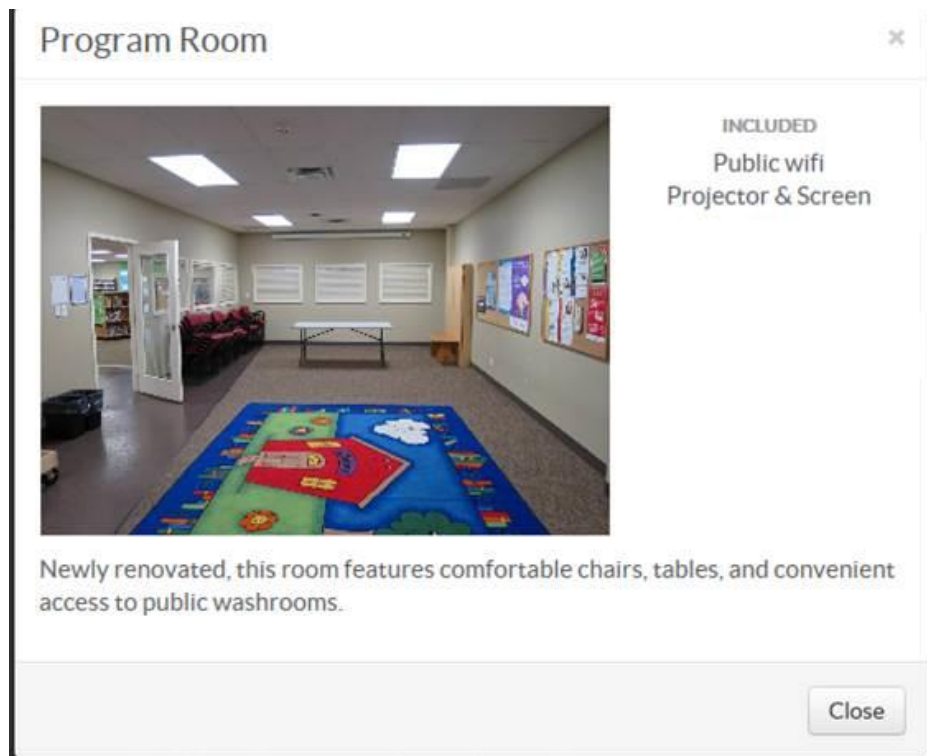 Program Room
×
INCLUDED
Public wifi
Projector & Screen
Newly renovated, this room features comfortable chairs, tables, and convenient
access to public washrooms.
Close